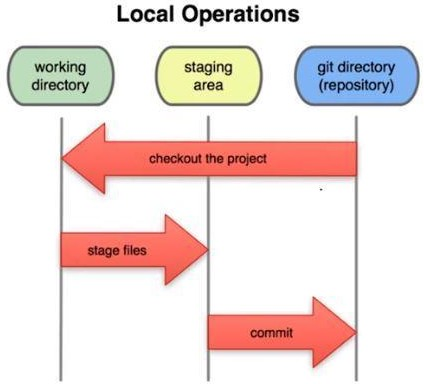 Local Operations
working
directory
staging
area
git directory
(repository)
checkout the project
stage files
commit